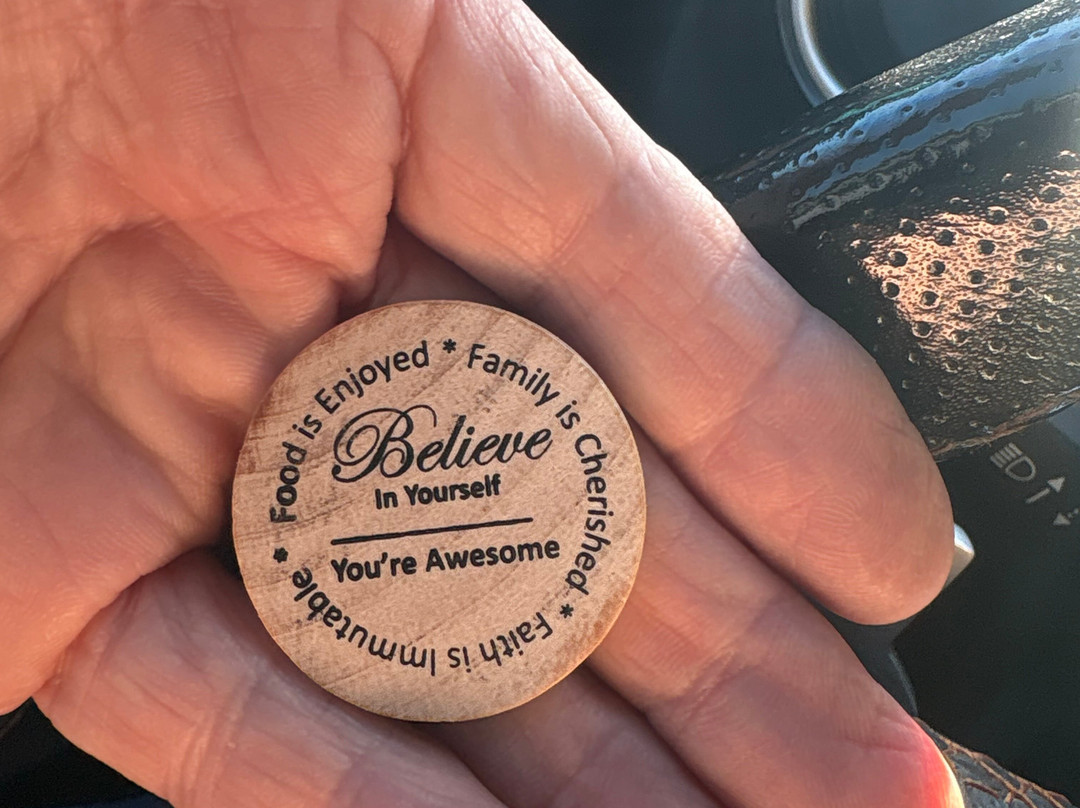 * Food is Enjoyed * Family is Cherished * Faith is Immutable
Believe
In Yourself
You're Awesome